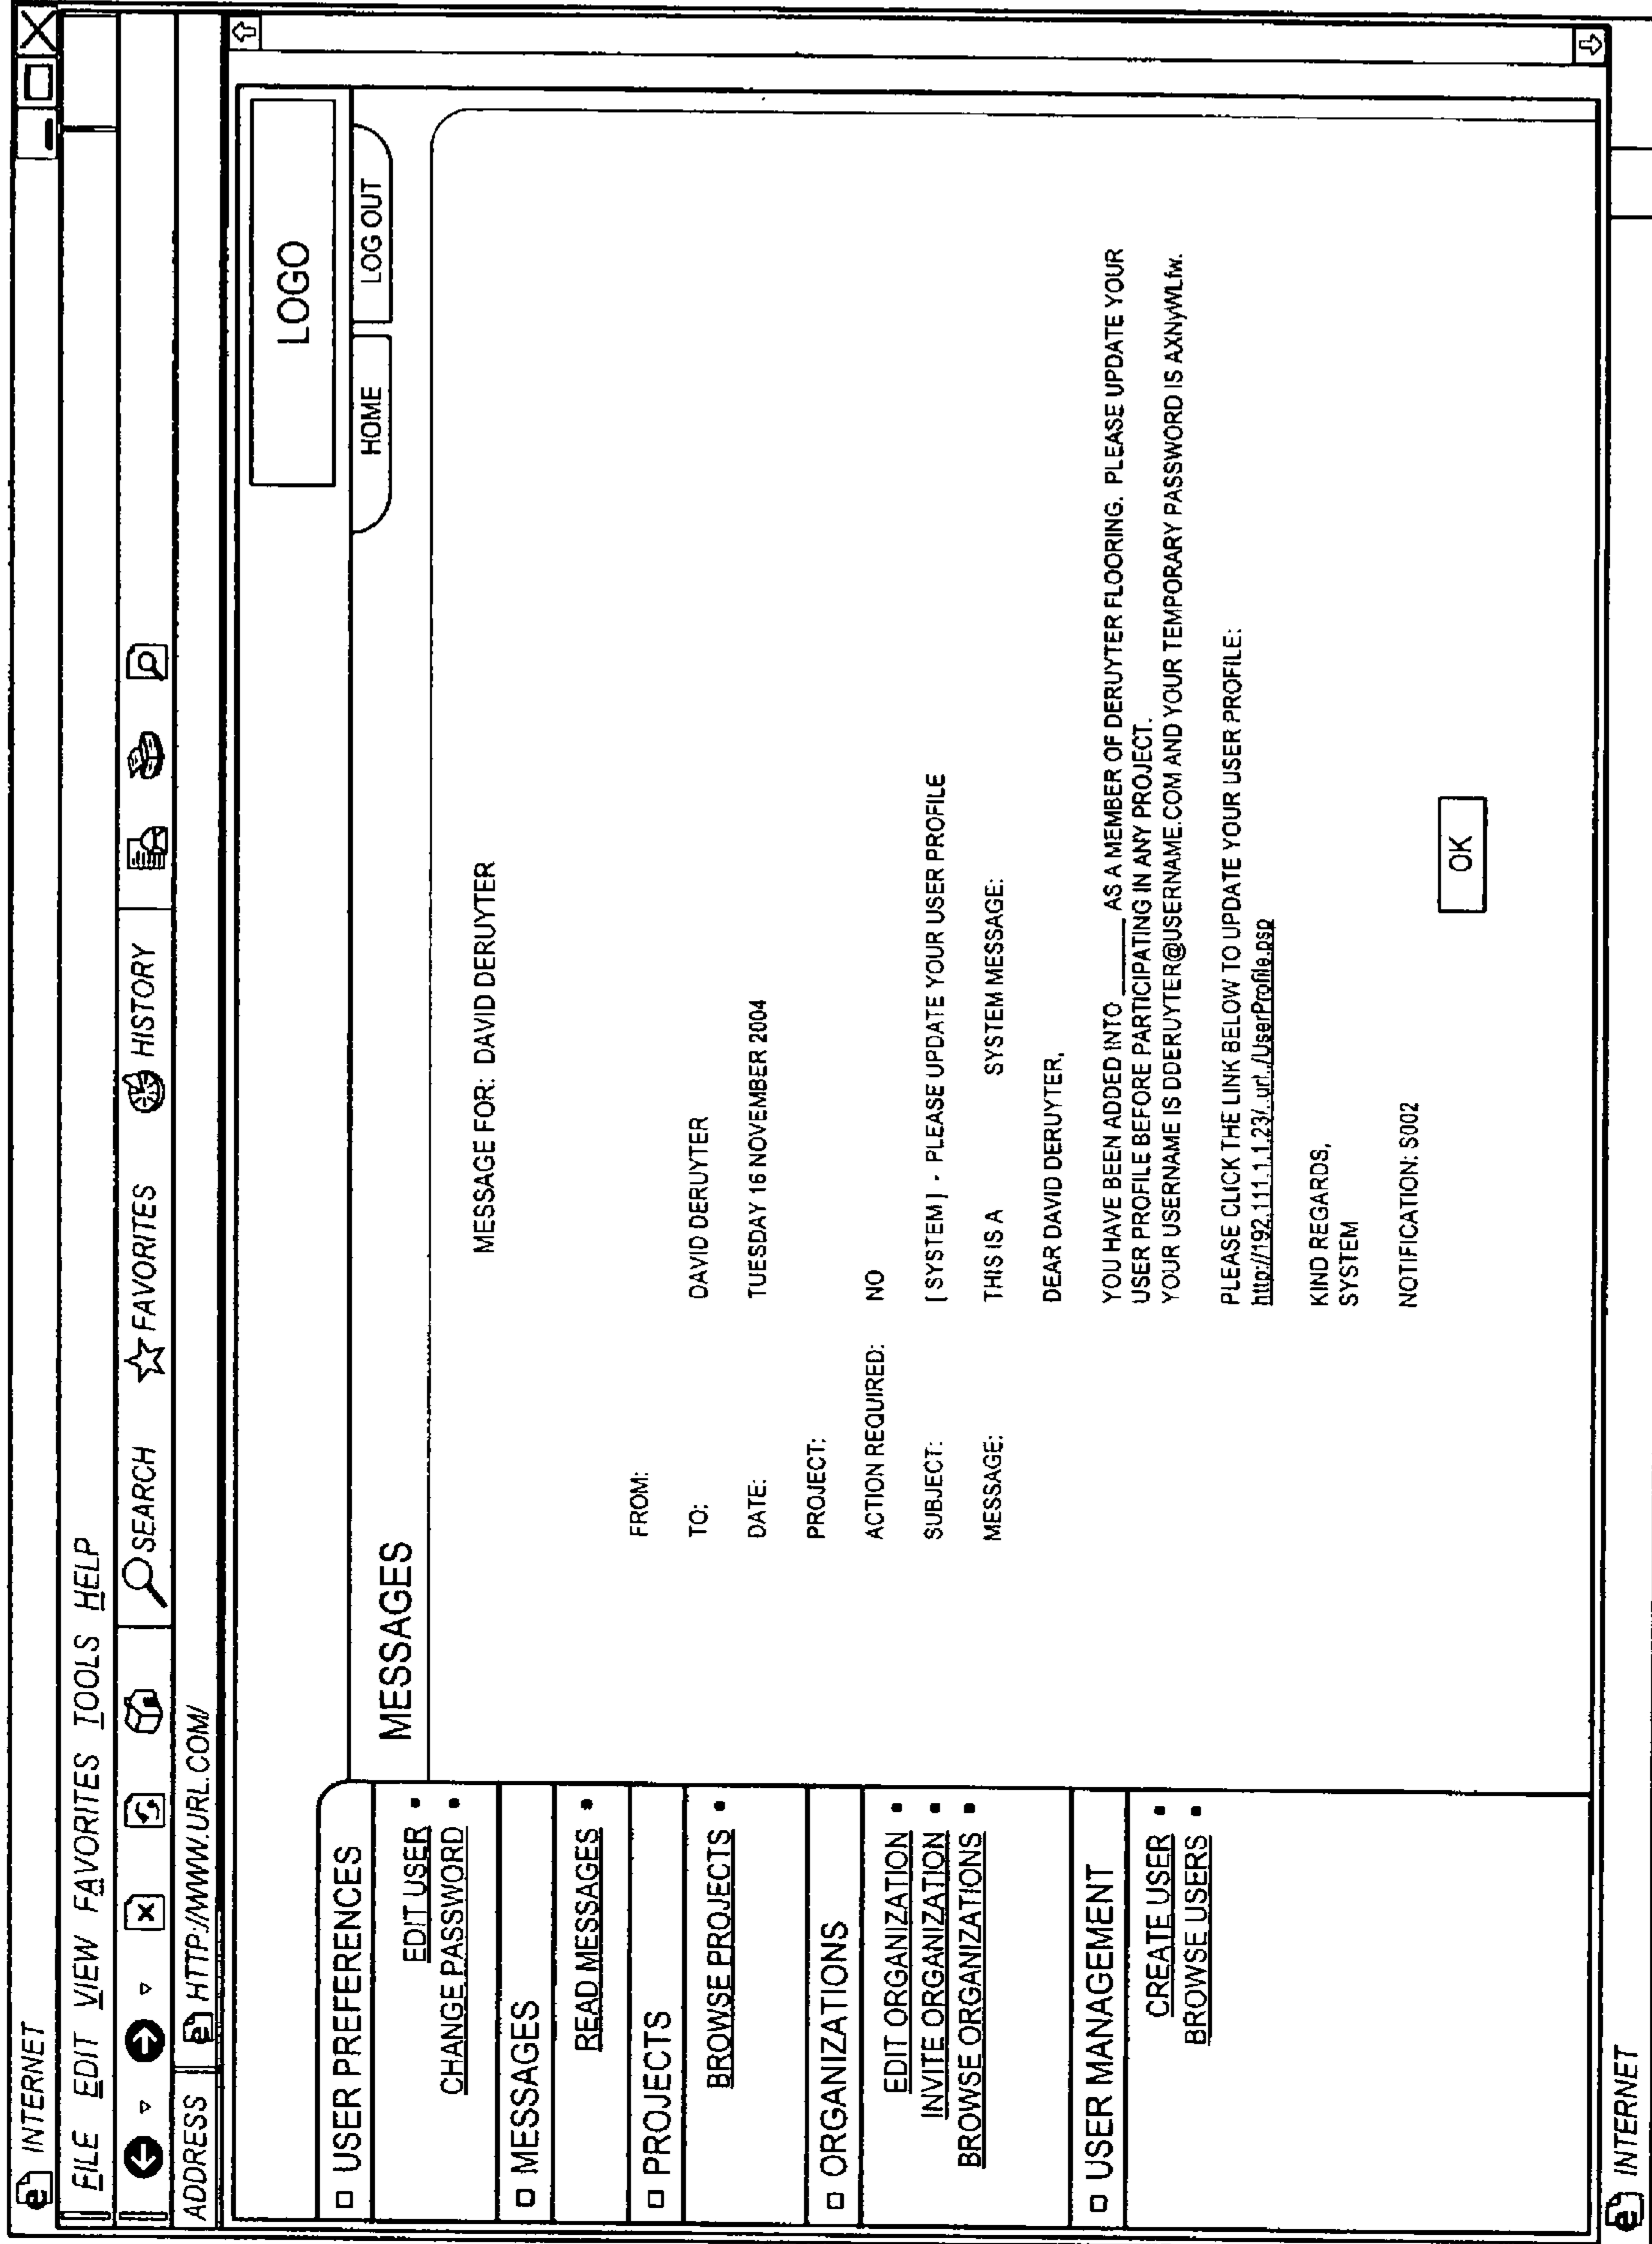 INTERNET
FILE EDIT VIEW FAVORITES TOOLS HELP
SEARCH FAVORITES HISTORY
ADDRESS HTTP://WWW.URL.COM/
LOGO
HOME LOG OUT
USER PREFERENCES
EDIT USER
CHANGE PASSWORD
MESSAGES
READ MESSAGES
PROJECTS
BROWSE PROJECTS
ORGANIZATIONS
EDIT ORGANIZATION
INVITE ORGANIZATION
BROWSE ORGANIZATIONS
USER MANAGEMENT
CREATE USER
BROWSE USERS
MESSAGES
MESSAGE FOR: DAVID DERUYTER
FROM:
TO: DAVID DERUYTER
DATE: TUESDAY 16 NOVEMBER 2004
PROJECT:
ACTION REQUIRED: NO
SUBJECT: [SYSTEM] - PLEASE UPDATE YOUR USER PROFILE
MESSAGE: THIS IS A SYSTEM MESSAGE:
DEAR DAVID DERUYTER,
YOU HAVE BEEN ADDED INTO _____ AS A MEMBER OF DERUYTER FLOORING. PLEASE UPDATE YOUR
USER PROFILE BEFORE PARTICIPATING IN ANY PROJECT.
YOUR USERNAME IS DDERUYTER@USERNAME.COM AND YOUR TEMPORARY PASSWORD IS AXNyWLfw.
PLEASE CLICK THE LINK BELOW TO UPDATE YOUR USER PROFILE:
http://192.111.1.123/.url./UserProfile.psp
KIND REGARDS,
SYSTEM
NOTIFICATION: S002
OK
INTERNET